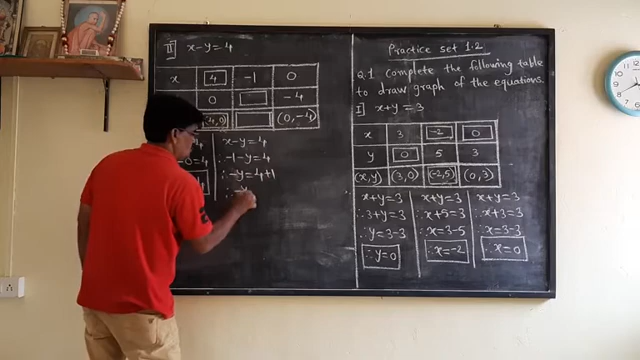 II] x-y=4
x 4 -1 0
0 -4
(4,0) (0,-4)
x-y=4
∴ -1-y=4
∴ -y=4+1
∴ -y
Practice set 1.2
Q.1 Complete the following table
to draw graph of the equations.
I] x+y=3
x 3 -2 0
y 0 5 3
(x,y) (3,0) (-2,5) (0,3)
x+y=3 x+y=3 x+y=3
∴ 3+y=3 ∴ x+5=3 ∴ x+3=3
∴ y=3-3 ∴ x=3-5 ∴ x=3-3
∴ y=0 ∴ x=-2 ∴ x=0